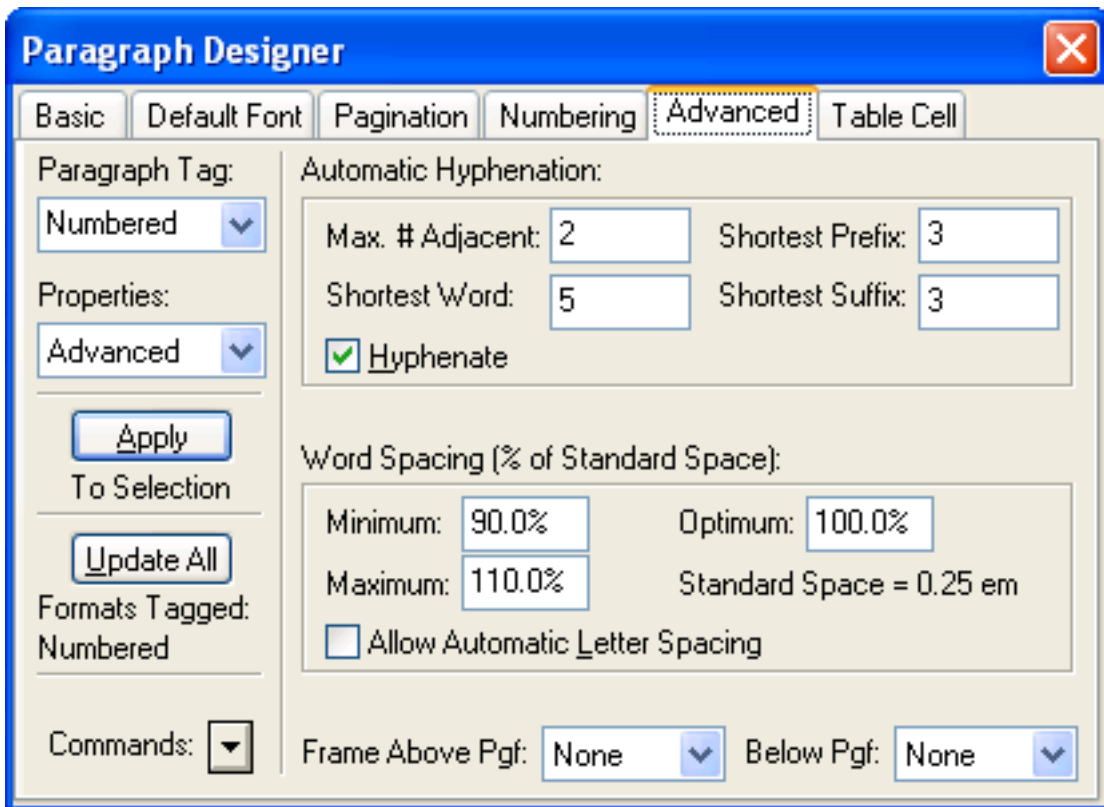 Paragraph Designer
Basic Default Font Pagination Numbering Advanced Table Cell
Paragraph Tag:
Numbered
Properties:
Advanced
Apply
To Selection
Update All
Formats Tagged:
Numbered
Commands:
Automatic Hyphenation:
Max. # Adjacent: 2 Shortest Prefix: 3
Shortest Word: 5 Shortest Suffix: 3
Hyphenate
Word Spacing (% of Standard Space):
Minimum: 90.0% Optimum: 100.0%
Maximum: 110.0% Standard Space = 0.25 em
Allow Automatic Letter Spacing
Frame Above Pgf: None Below Pgf: None